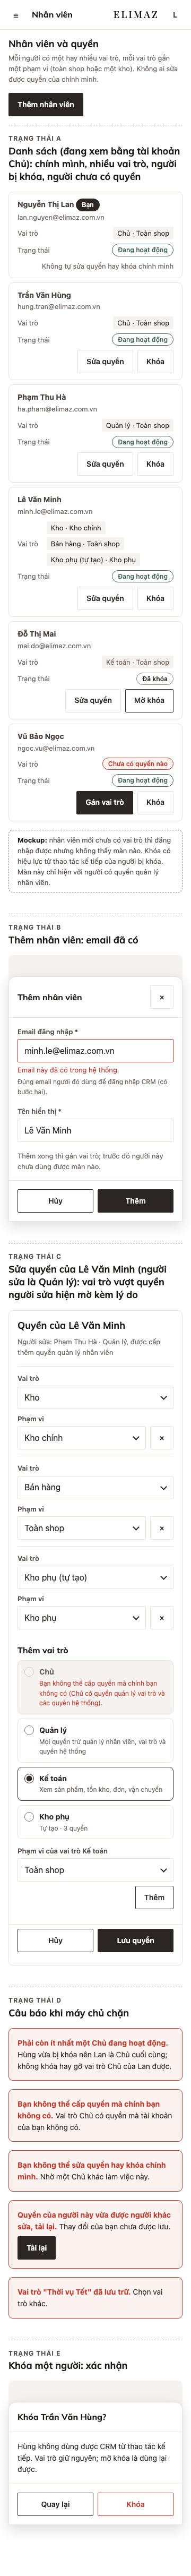 ≡ Nhân viên ELIMAZ L
Nhân viên và quyền
Mỗi người có một hay nhiều vai trò, mỗi vai trò gắn
một phạm vi (toàn shop hoặc một kho). Không ai sửa
được quyền của chính mình.
Thêm nhân viên
TRẠNG THÁI A
Danh sách (đang xem bằng tài khoản
Chủ): chính mình, nhiều vai trò, người
bị khóa, người chưa có quyền
Nguyễn Thị Lan Bạn
lan.nguyen@elimaz.com.vn
Vai trò Chủ · Toàn shop
Trạng thái Đang hoạt động
Không tự sửa quyền hay khóa chính mình
Trần Văn Hùng
hung.tran@elimaz.com.vn
Vai trò Chủ · Toàn shop
Trạng thái Đang hoạt động
Sửa quyền Khóa
Phạm Thu Hà
ha.pham@elimaz.com.vn
Vai trò Quản lý · Toàn shop
Trạng thái Đang hoạt động
Sửa quyền Khóa
Lê Văn Minh
minh.le@elimaz.com.vn
Kho · Kho chính
Vai trò Bán hàng · Toàn shop
Kho phụ (tự tạo) · Kho phụ
Trạng thái Đang hoạt động
Sửa quyền Khóa
Đỗ Thị Mai
mai.do@elimaz.com.vn
Vai trò Kế toán · Toàn shop
Trạng thái Đã khóa
Sửa quyền Mở khóa
Vũ Bảo Ngọc
ngoc.vu@elimaz.com.vn
Vai trò Chưa có quyền nào
Trạng thái Đang hoạt động
Gán vai trò Khóa
Mockup: nhân viên mới chưa có vai trò thì đăng
nhập được nhưng không thấy màn nào. Khóa có
hiệu lực từ thao tác kế tiếp của người bị khóa.
Màn này chỉ hiện với người có quyền quản lý
nhân viên.
TRẠNG THÁI B
Thêm nhân viên: email đã có
Thêm nhân viên ×
Email đăng nhập *
minh.le@elimaz.com.vn
Email này đã có trong hệ thống.
Dùng email người đó dùng để đăng nhập CRM (có
bước hai).
Tên hiển thị *
Lê Văn Minh
Thêm xong thì gán vai trò; trước đó người này
chưa dùng được màn nào.
Hủy Thêm
TRẠNG THÁI C
Sửa quyền của Lê Văn Minh (người
sửa là Quản lý): vai trò vượt quyền
người sửa hiện mờ kèm lý do
Quyền của Lê Văn Minh
Người sửa: Phạm Thu Hà · Quản lý, được cấp
thêm quyền quản lý nhân viên
Vai trò
Kho
Phạm vi
Kho chính ×
Vai trò
Bán hàng
Phạm vi
Toàn shop ×
Vai trò
Kho phụ (tự tạo)
Phạm vi
Kho phụ ×
Thêm vai trò
Chủ
Bạn không thể cấp quyền mà chính bạn
không có (Chủ có quyền quản lý vai trò và
các quyền hệ thống).
Quản lý
Mọi quyền trừ quản lý nhân viên, vai trò và
quyền hệ thống
Kế toán
Xem sản phẩm, tồn kho, đơn, vận chuyển
Kho phụ
Tự tạo · 3 quyền
Phạm vi của vai trò Kế toán
Toàn shop
Thêm
Hủy Lưu quyền
TRẠNG THÁI D
Câu báo khi máy chủ chặn
Phải còn ít nhất một Chủ đang hoạt động.
Hùng vừa bị khóa nên Lan là Chủ cuối cùng;
không khóa hay gỡ vai trò Chủ của Lan được.
Bạn không thể cấp quyền mà chính bạn
không có. Vai trò Chủ có quyền mà tài khoản
của bạn không có.
Bạn không thể sửa quyền hay khóa chính
mình. Nhờ một Chủ khác làm việc này.
Quyền của người này vừa được người khác
sửa, tải lại. Thay đổi của bạn chưa được lưu.
Tải lại
Vai trò "Thời vụ Tết" đã lưu trữ. Chọn vai
trò khác.
TRẠNG THÁI E
Khóa một người: xác nhận
Khóa Trần Văn Hùng?
Hùng không dùng được CRM từ thao tác kế
tiếp. Vai trò giữ nguyên; mở khóa là dùng lại
được.
Quay lại Khóa